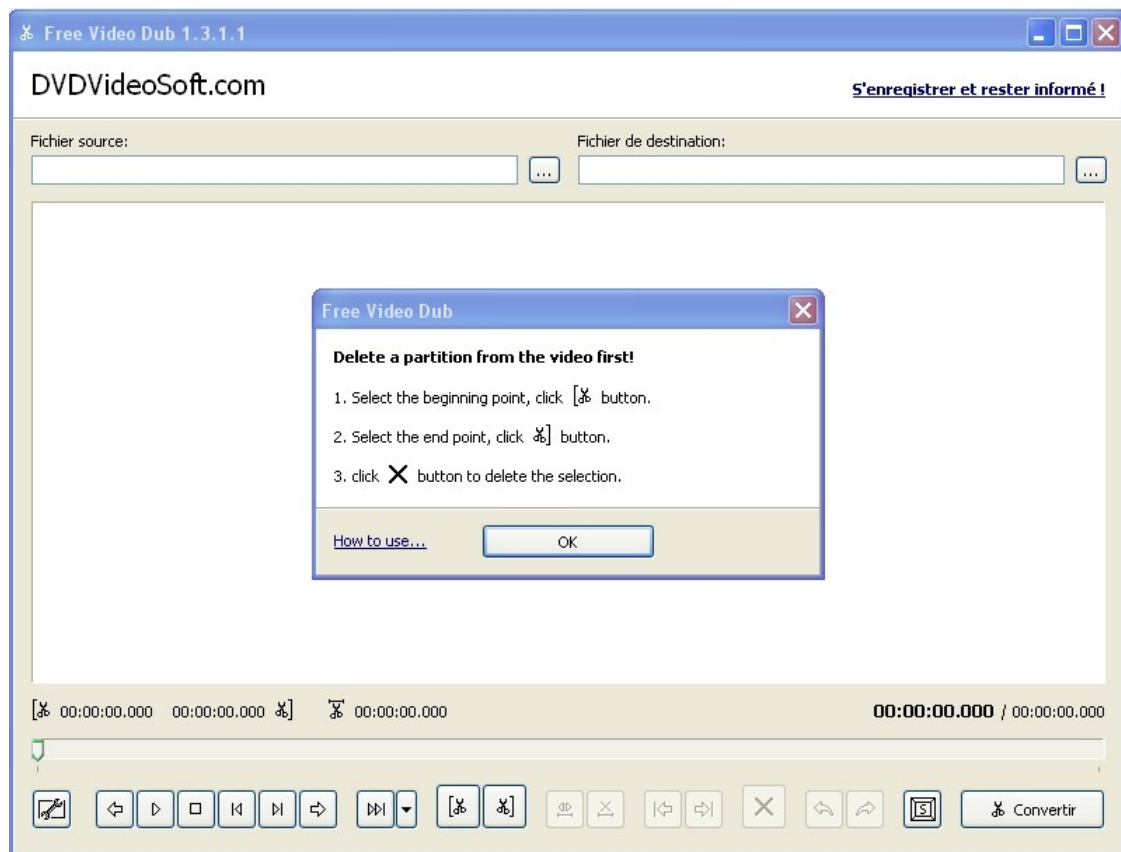 Free Video Dub 1.3.1.1
DVDVideoSoft.com
S'enregistrer et rester informé !
Fichier source:
Fichier de destination:
...
...
Free Video Dub
Delete a partition from the video first!
1. Select the beginning point, click button.
2. Select the end point, click button.
3. click button to delete the selection.
How to use...
OK
00:00:00.000 00:00:00.000 00:00:00.000
00:00:00.000 / 00:00:00.000
S
Convertir